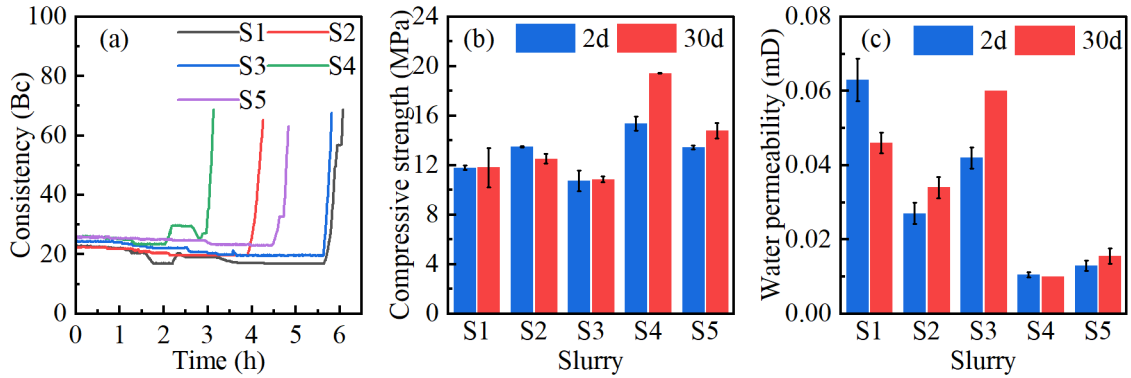 (a)
S1
S2
S3
S4
S5
Consistency (Bc)
100
80
60
40
20
0
0
1
2
3
4
5
6
Time (h)
(b)
2d
30d
Compressive strength (MPa)
24
20
16
12
8
4
0
S1
S2
S3
S4
S5
Slurry
(c)
2d
30d
Water permeability (mD)
0.08
0.06
0.04
0.02
0.00
S1
S2
S3
S4
S5
Slurry